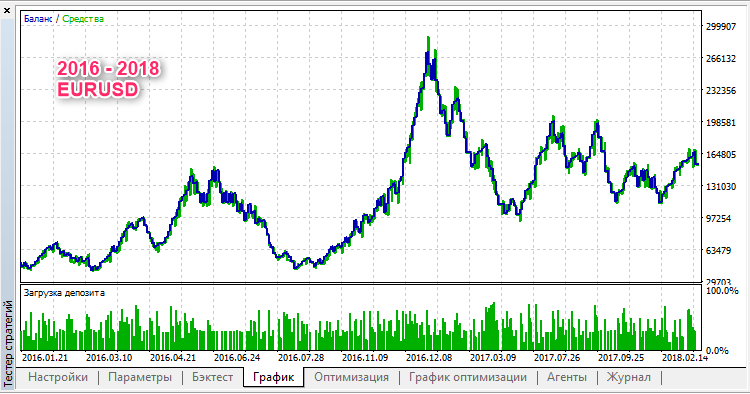 Баланс / Средства
2016 - 2018
EURUSD
299907
266132
232356
198581
164805
131030
97254
63479
29703
Загрузка депозита
100.0%
0.0%
2016.01.21 2016.03.10 2016.04.21 2016.06.24 2016.07.28 2016.11.09 2016.12.08 2017.03.09 2017.07.26 2017.09.25 2018.02.14
Настройки Параметры Бэктест График Оптимизация График оптимизации Агенты Журнал
Тестер стратегий